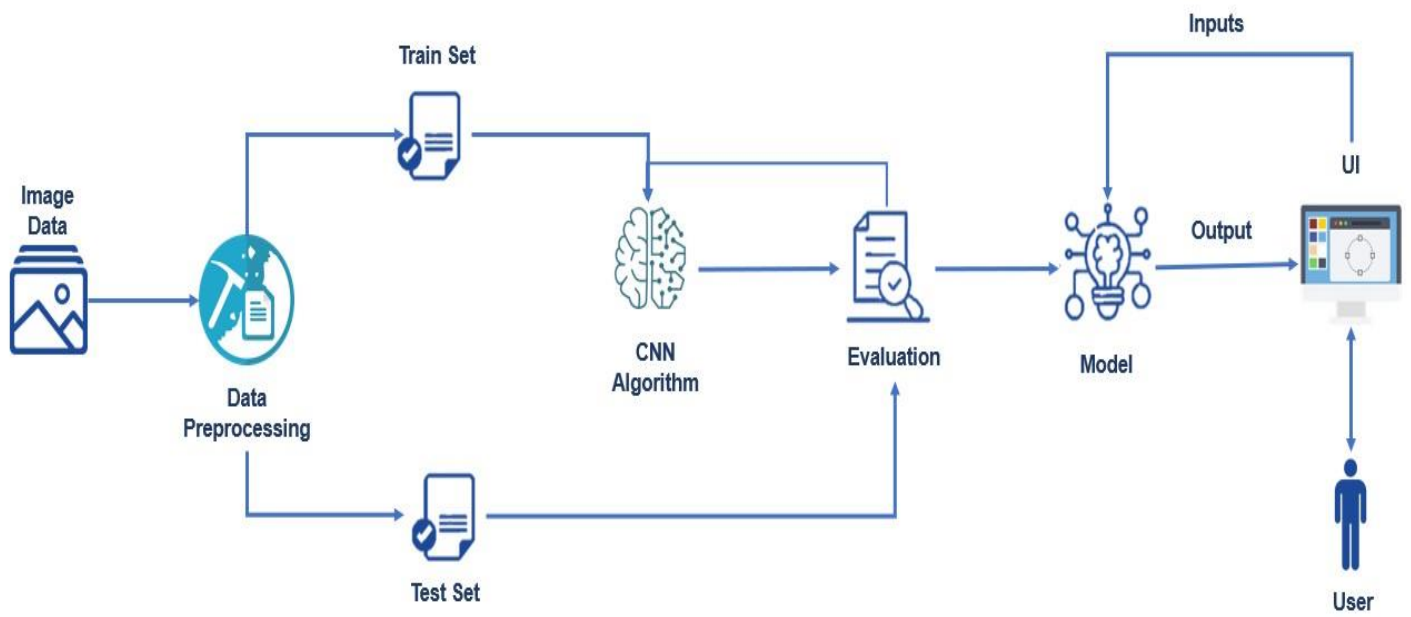 Inputs
Train Set
UI
Image
Data
Output
CNN
Algorithm
Evaluation
Model
Data
Preprocessing
Test Set
User